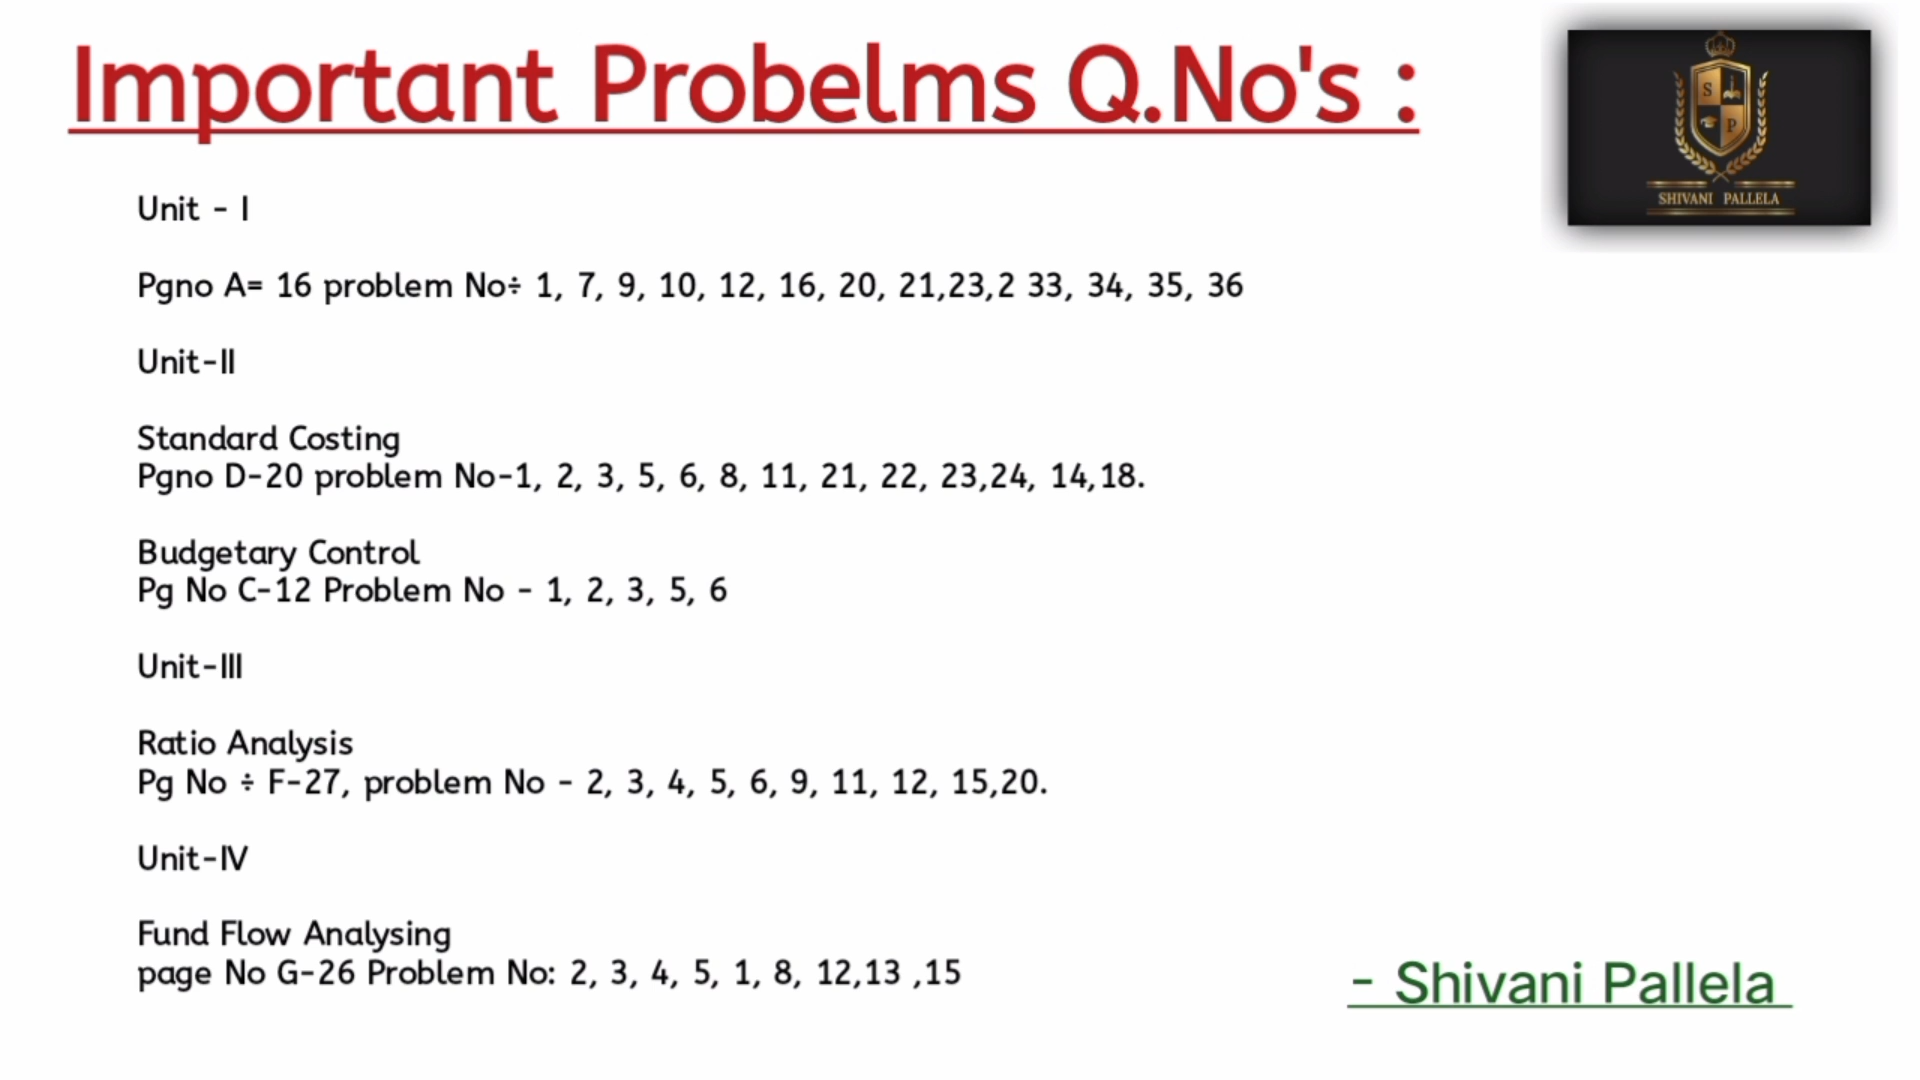 Important Probelms Q.No's :
S
P
SHIVANI PALLELA
Unit - I
Pgno A= 16 problem No÷ 1, 7, 9, 10, 12, 16, 20, 21,23,2 33, 34, 35, 36
Unit-II
Standard Costing
Pgno D-20 problem No-1, 2, 3, 5, 6, 8, 11, 21, 22, 23,24, 14,18.
Budgetary Control
Pg No C-12 Problem No - 1, 2, 3, 5, 6
Unit-III
Ratio Analysis
Pg No ÷ F-27, problem No - 2, 3, 4, 5, 6, 9, 11, 12, 15,20.
Unit-IV
Fund Flow Analysing
page No G-26 Problem No: 2, 3, 4, 5, 1, 8, 12,13 ,15
- Shivani Pallela